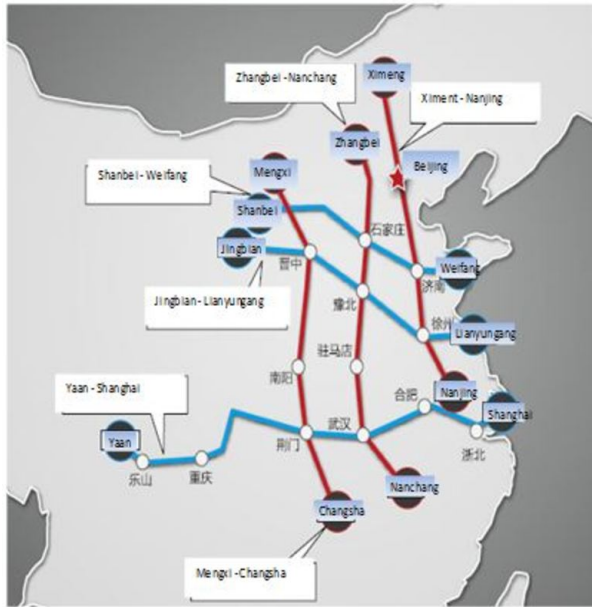 Ximeng
Zhangbei - Nanchang
Ximent - Nanjing
Zhangbei
Beijing
Mengxi
Shanbei - Weifang
Shanbei
石家庄
Jingbian
晋中
Weifang
济南
Jingbian - Lianyungang
豫北
徐州
Lianyungang
驻马店
南阳
Yaan - Shanghai
合肥
Nanjing
Shanghai
武汉
Yaan
荆门
浙北
乐山
重庆
Nanchang
Changsha
Mengxi - Changsha